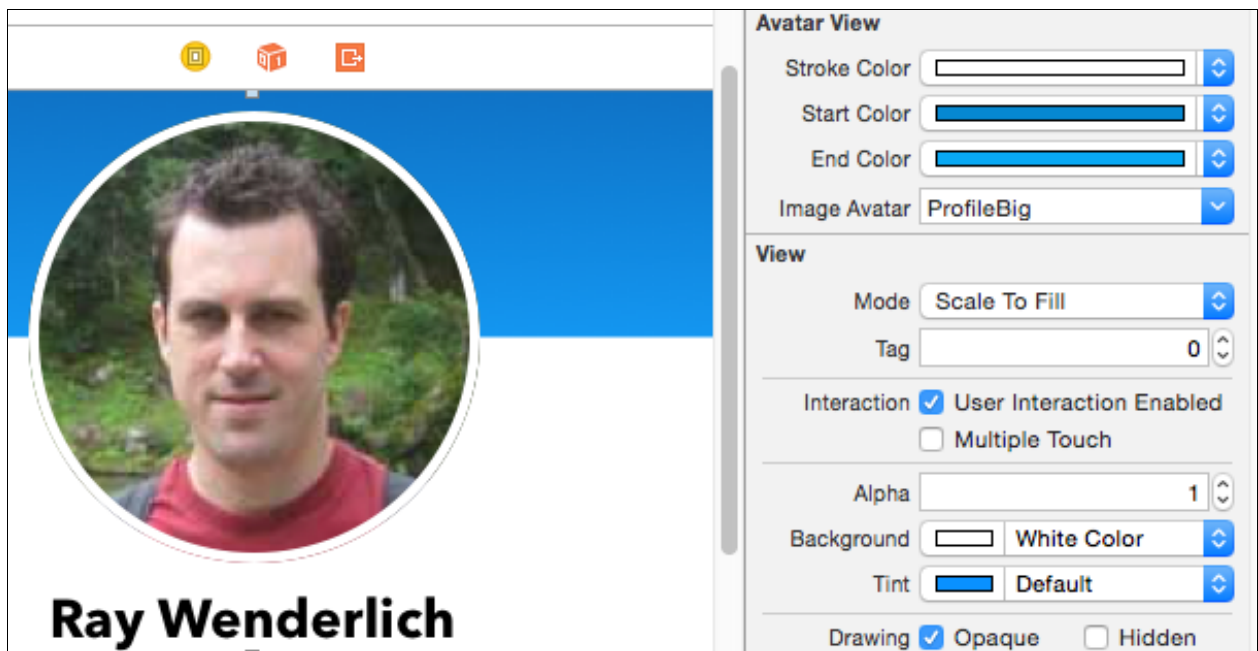 Avatar View
Stroke Color
Start Color
End Color
Image Avatar ProfileBig
View
Mode Scale To Fill
Tag 0
Interaction User Interaction Enabled
Multiple Touch
Alpha 1
Background White Color
Tint Default
Drawing Opaque Hidden
Ray Wenderlich